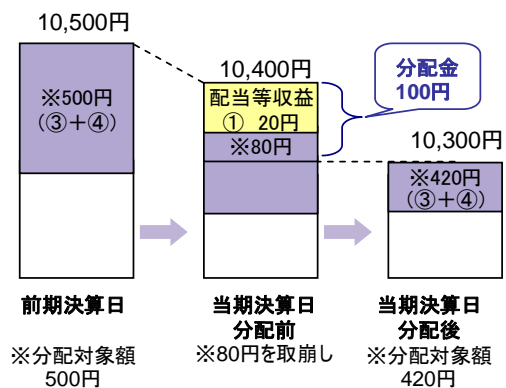 10,500円
※500円
(③+④)
10,400円
配当等収益
① 20円
※80円
分配金
100円
10,300円
※420円
(③+④)
前期決算日
※分配対象額
500円
当期決算日
分配前
※80円を取崩し
当期決算日
分配後
※分配対象額
420円